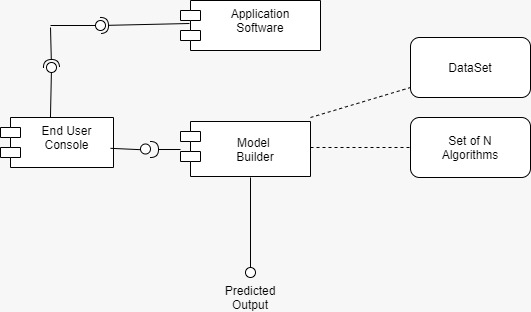 Application
Software
DataSet
End User
Console
Model
Builder
Set of N
Algorithms
Predicted
Output